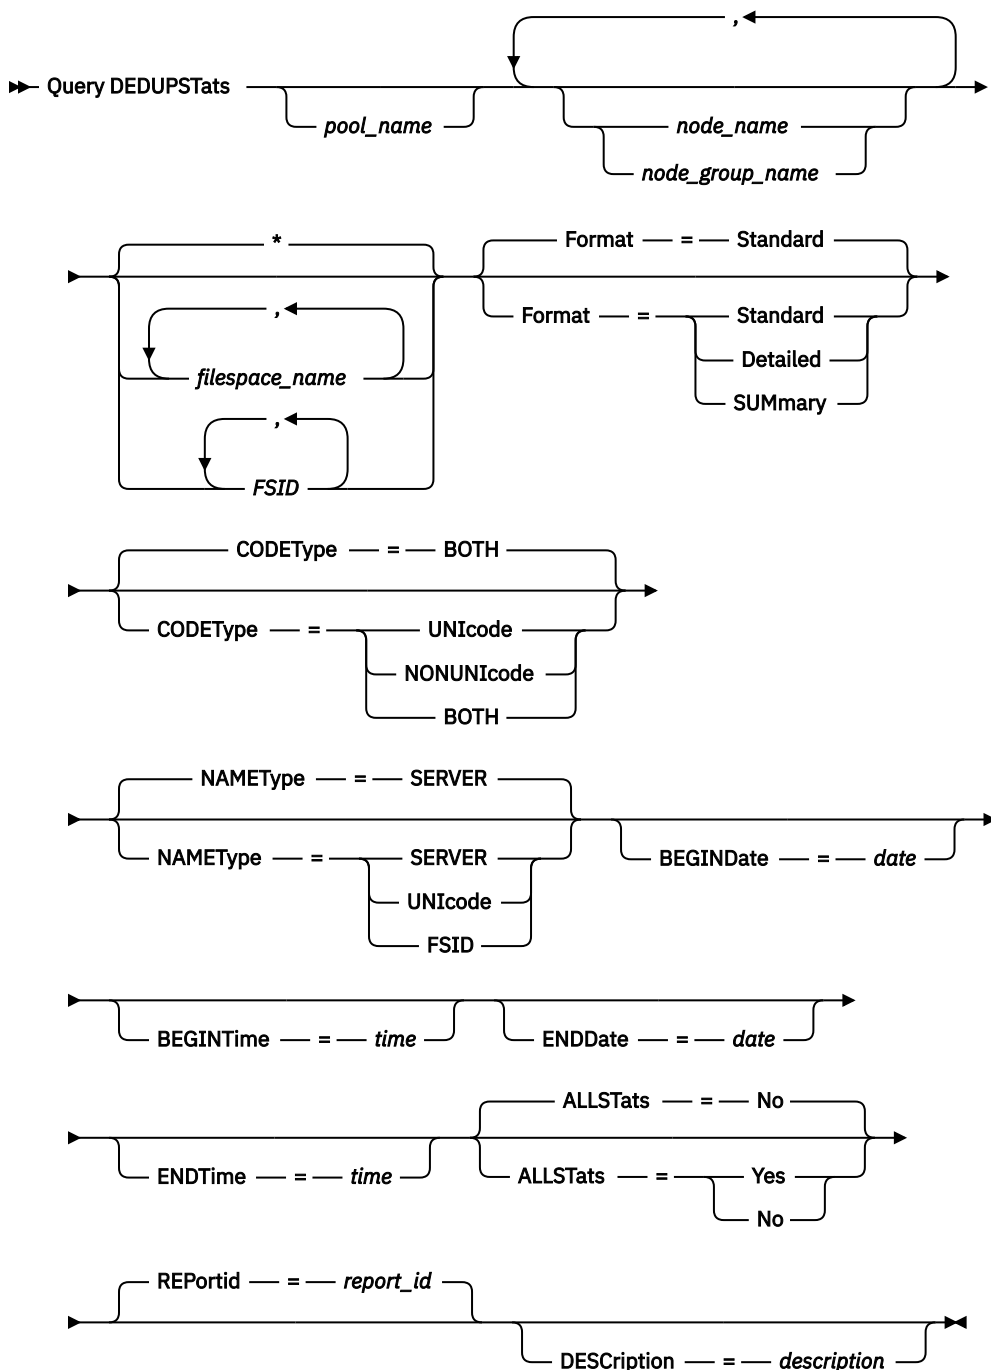 ,
Query DEDUPSTats
pool_name
node_name
node_group_name
*
,
filespace_name
,
FSID
Format = Standard
Format = Standard
Detailed
SUMmary
CODEType = BOTH
CODEType = UNIcode
NONUNIcode
BOTH
NAMEType = SERVER
NAMEType = SERVER
UNIcode
FSID
BEGINDate = date
BEGINTime = time
ENDDate = date
ENDTime = time
ALLSTats = No
ALLSTats = Yes
No
REPortid = report_id
DESCription = description